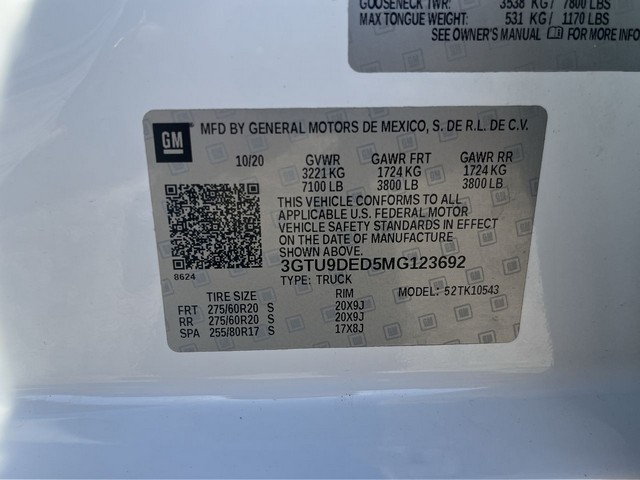 GOOSENECK TWR: 3538 KG/ 7800 LBS
MAX TONGUE WEIGHT: 531 KG/ 1170 LBS
SEE OWNER'S MANUAL FOR MORE INFO
GM
MFD BY GENERAL MOTORS DE MEXICO, S. DE R.L. DE C.V.
10/20 GVWR GAWR FRT GAWR RR
3221 KG 1724 KG 1724 KG
7100 LB 3800 LB 3800 LB
THIS VEHICLE CONFORMS TO ALL
APPLICABLE U.S. FEDERAL MOTOR
VEHICLE SAFETY STANDARDS IN EFFECT
ON THE DATE OF MANUFACTURE
SHOWN ABOVE.
8624
3GTU9DED5MG123692
TYPE: TRUCK
MODEL: 52TK10543
TIRE SIZE RIM
FRT 275/60R20 S 20X9J
RR 275/60R20 S 20X9J
SPA 255/80R17 S 17X8J